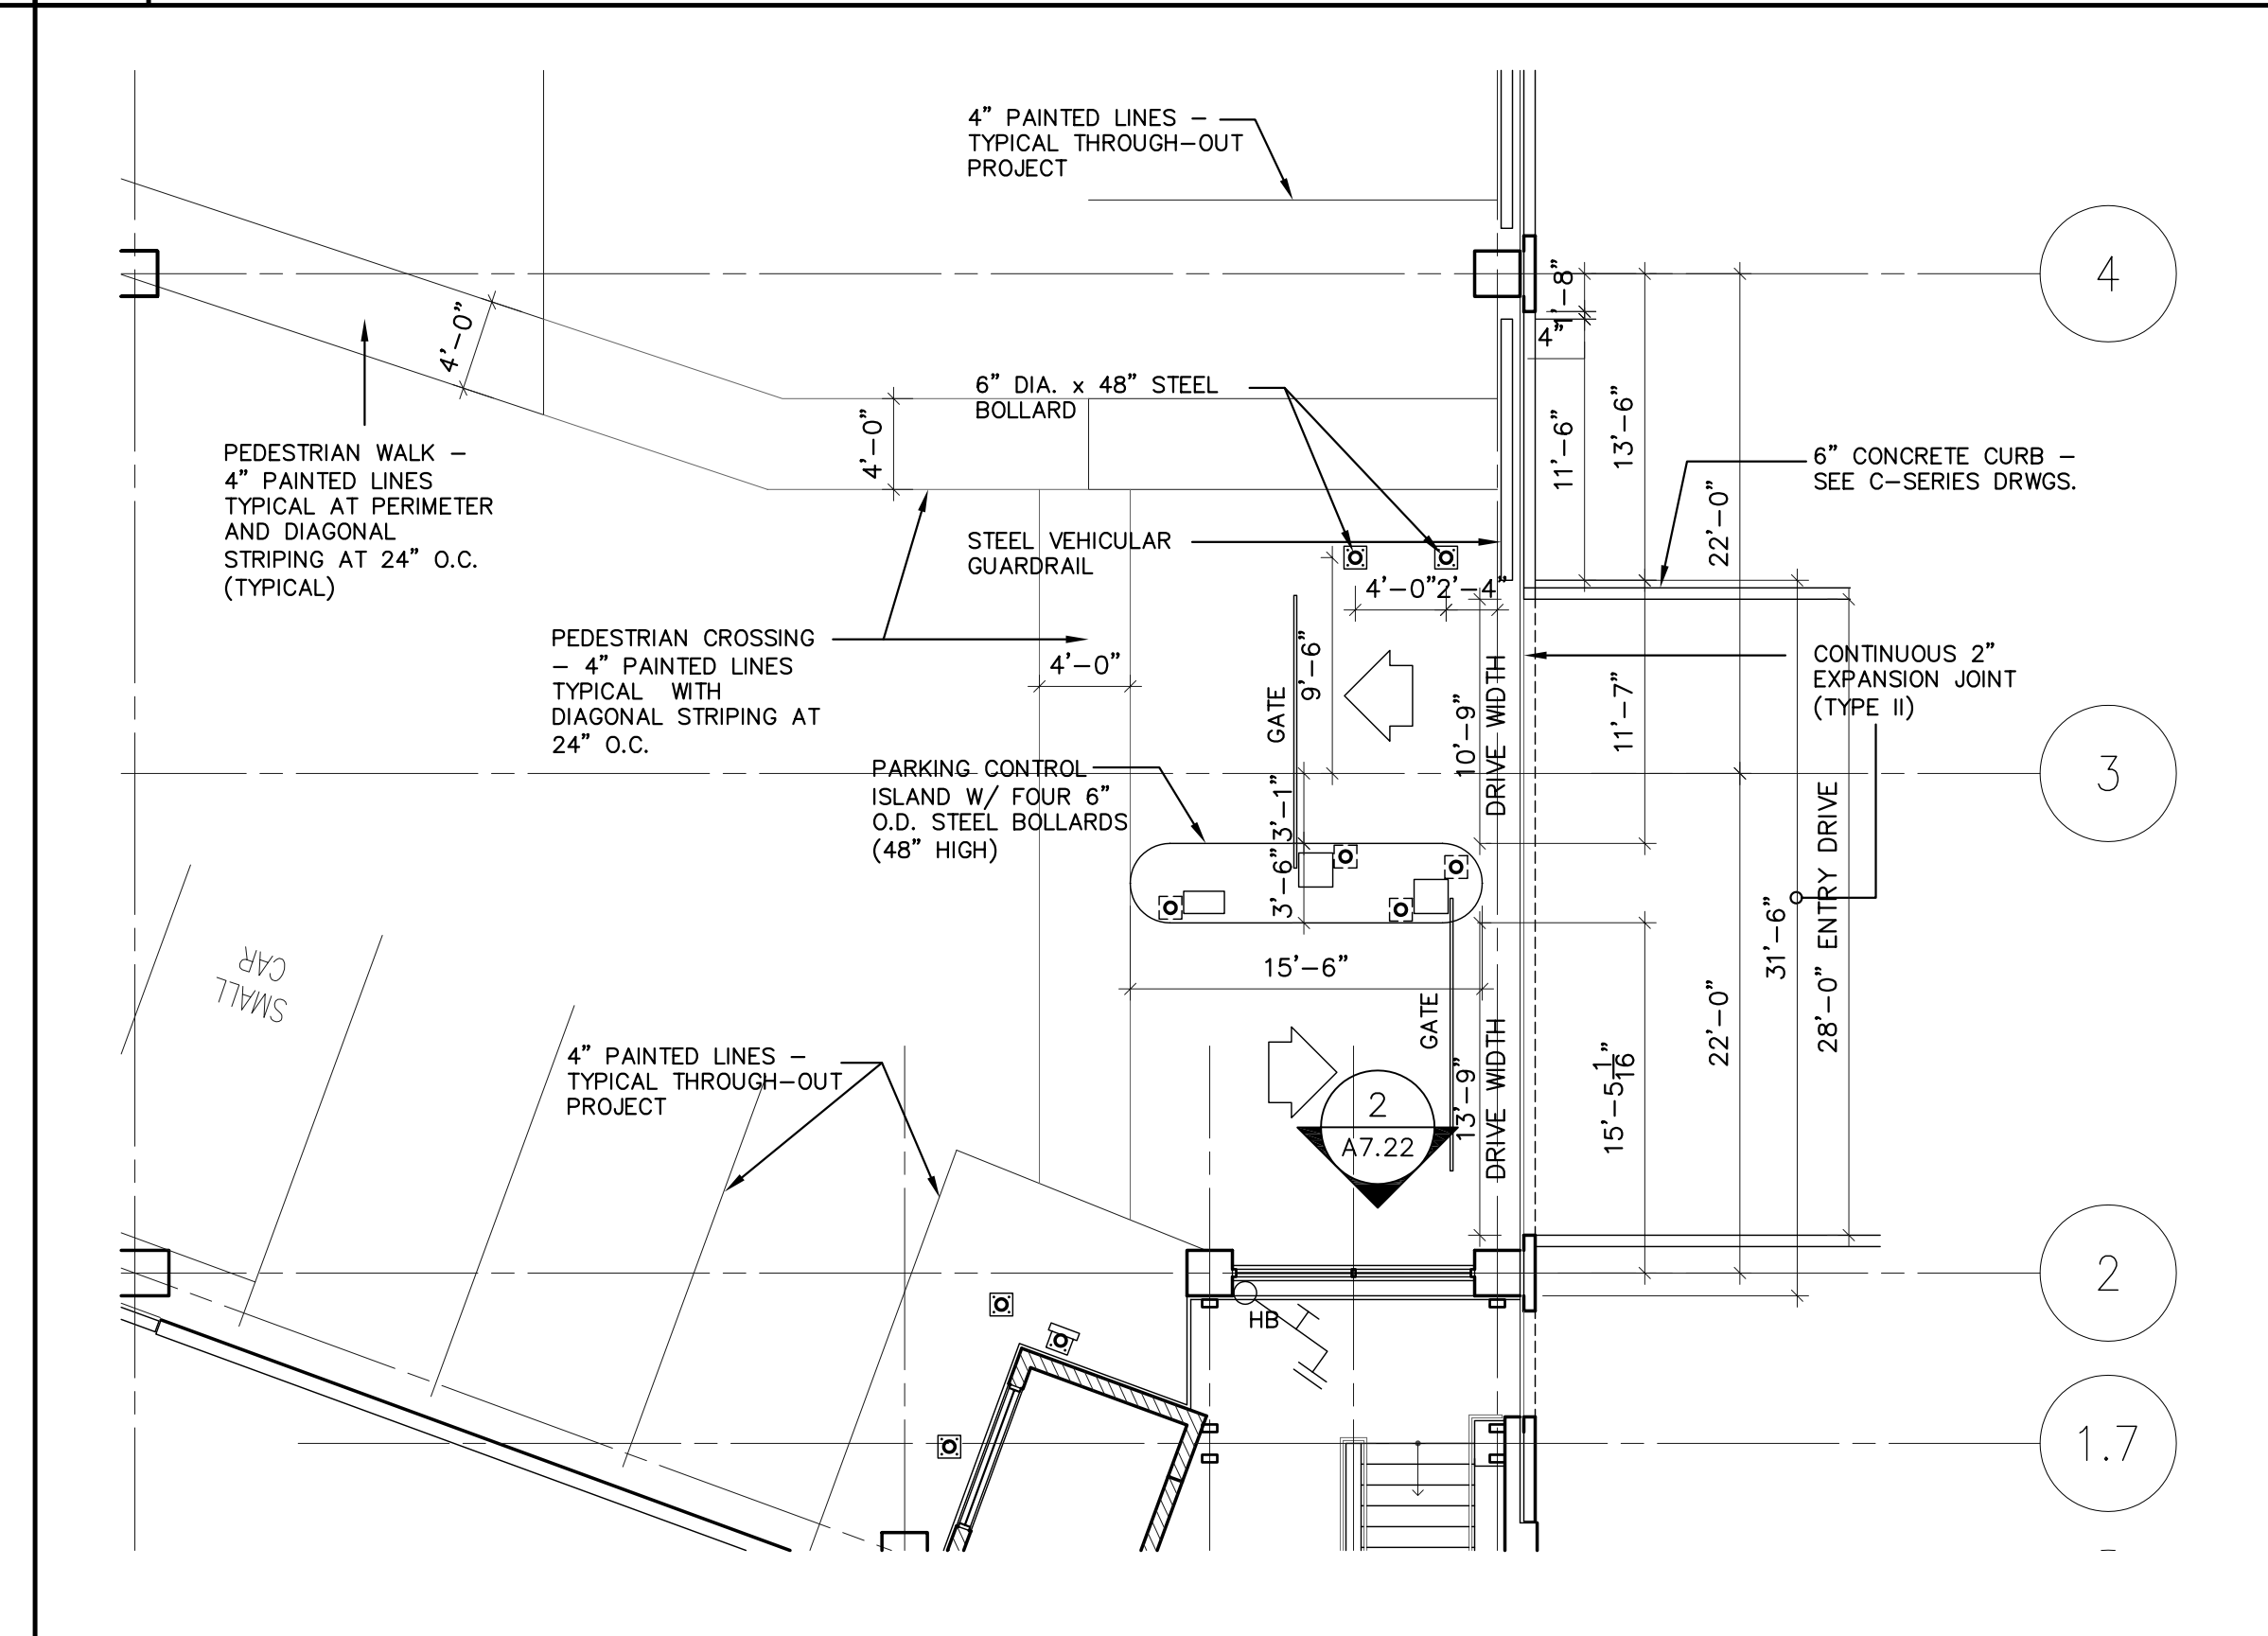 4" PAINTED LINES –
TYPICAL THROUGH–OUT
PROJECT
4
1'–8"
4"
4'–0"
6" DIA. x 48" STEEL
BOLLARD
4'–0"
11'–6"
13'–6"
22'–0"
6" CONCRETE CURB –
SEE C–SERIES DRWGS.
PEDESTRIAN WALK –
4" PAINTED LINES
TYPICAL AT PERIMETER
AND DIAGONAL
STRIPING AT 24" O.C.
(TYPICAL)
STEEL VEHICULAR
GUARDRAIL
4'–0"
2'–4"
PEDESTRIAN CROSSING
– 4" PAINTED LINES
TYPICAL WITH
DIAGONAL STRIPING AT
24" O.C.
4'–0"
GATE
9'–6"
10'–9"
DRIVE WIDTH
11'–7"
CONTINUOUS 2"
EXPANSION JOINT
(TYPE II)
3
PARKING CONTROL
ISLAND W/ FOUR 6"
O.D. STEEL BOLLARDS
(48" HIGH)
3'–1"
3'–6"
15'–6"
31'–6"
28'–0" ENTRY DRIVE
SMALL
CAR
GATE
22'–0"
15'–5 1/16"
13'–9"
DRIVE WIDTH
4" PAINTED LINES –
TYPICAL THROUGH–OUT
PROJECT
2
A7.22
2
HB
1.7